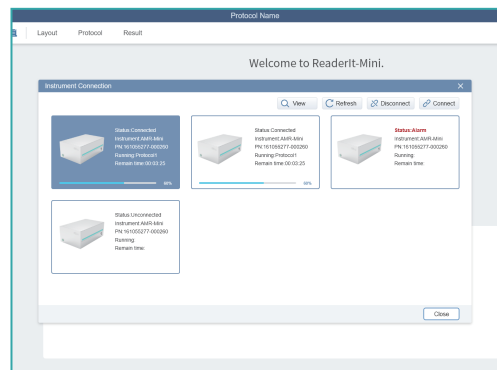 Protocol Name
Layout Protocol Result
Welcome to ReaderIt-Mini.
Instrument Connection
View Refresh Disconnect Connect
Status:Connected
Instrument:AMR-Mini
PN:161055277-000260
Running:Protocol1
Remain time:00:03:25
66%
Status:Connected
Instrument:AMR-Mini
PN:161055277-000260
Running:Protocol1
Remain time:00:03:25
66%
Status:Alarm
Instrument:AMR-Mini
PN:161055277-000260
Running:
Remain time:
Status:Unconnected
Instrument:AMR-Mini
PN:161055277-000260
Running:
Remain time:
Close